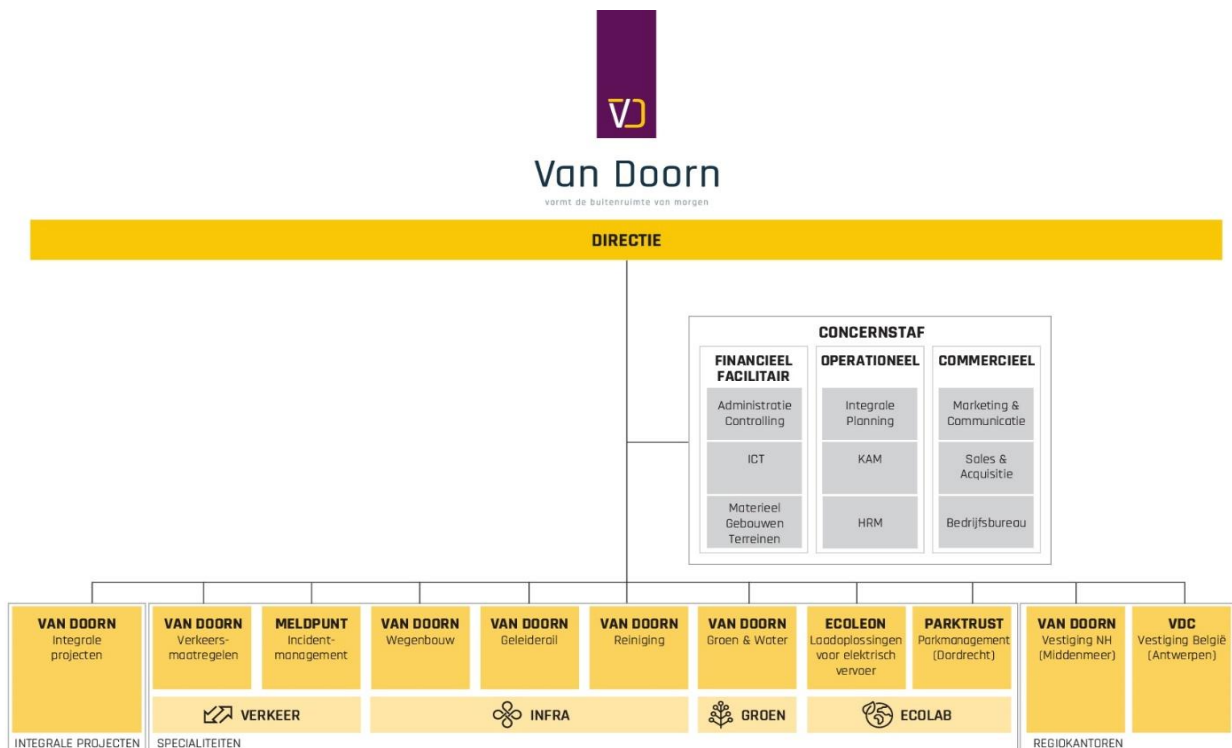 VD
Van Doorn
vormt de buitenruimte van morgen
DIRECTIE
CONCERNSTAF
FINANCIEEL
FACILITAIR
Administratie
Controlling
ICT
Materieel
Gebouwen
Terreinen
OPERATIONEEL
Integrale
Planning
KAM
HRM
COMMERCIEEL
Marketing &
Communicatie
Sales &
Acquisitie
Bedrijfsbureau
VAN DOORN
Integrale
projecten
INTEGRALE PROJECTEN
VAN DOORN
Verkeers-
maatregelen
MELDPUNT
Incident-
management
VAN DOORN
Wegenbouw
VAN DOORN
Geleiderail
VAN DOORN
Reiniging
VAN DOORN
Groen & Water
ECOLEON
Laadoplossingen
voor elektrisch
vervoer
PARKTRUST
Parkmanagement
(Dordrecht)
VERKEER
INFRA
GROEN
ECOLAB
SPECIALITEITEN
VAN DOORN
Vestiging NH
(Middenmeer)
VDC
Vestiging België
(Antwerpen)
REGIOKANTOREN